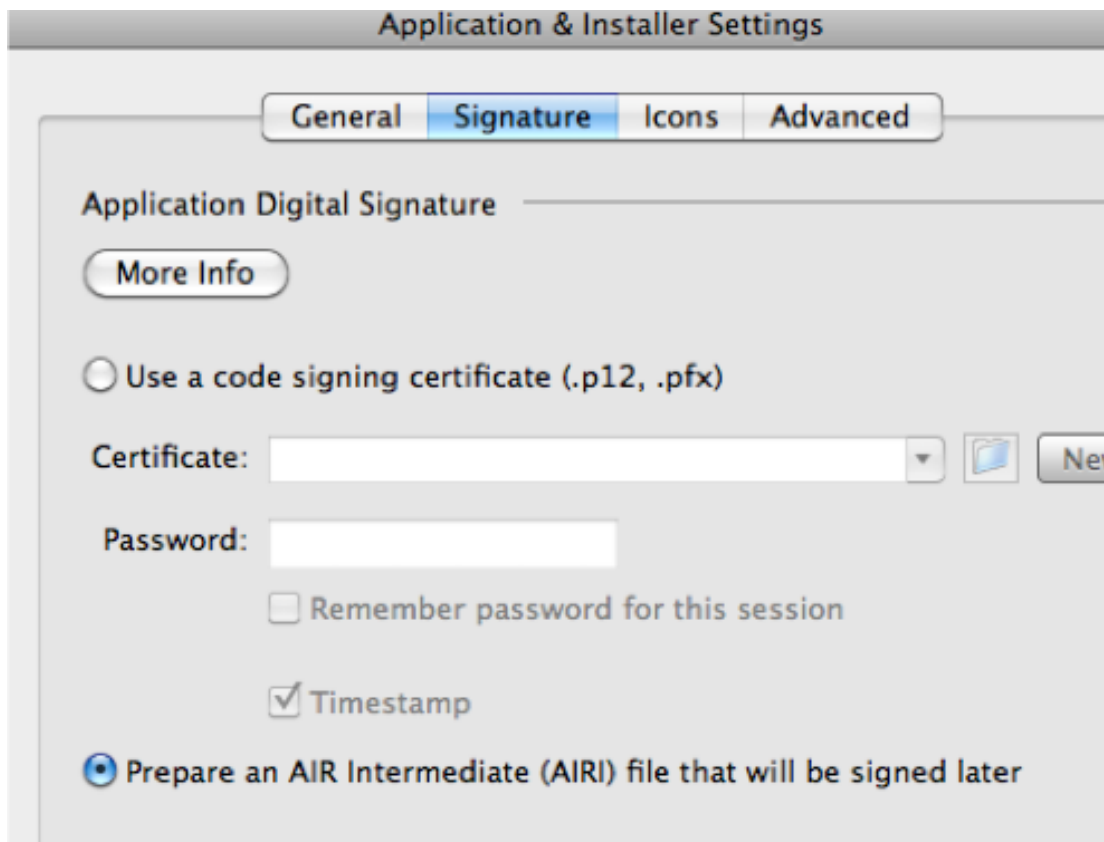 Application & Installer Settings
General Signature Icons Advanced
Application Digital Signature
More Info
Use a code signing certificate (.p12, .pfx)
Certificate:
Password:
Remember password for this session
Timestamp
Prepare an AIR Intermediate (AIRI) file that will be signed later